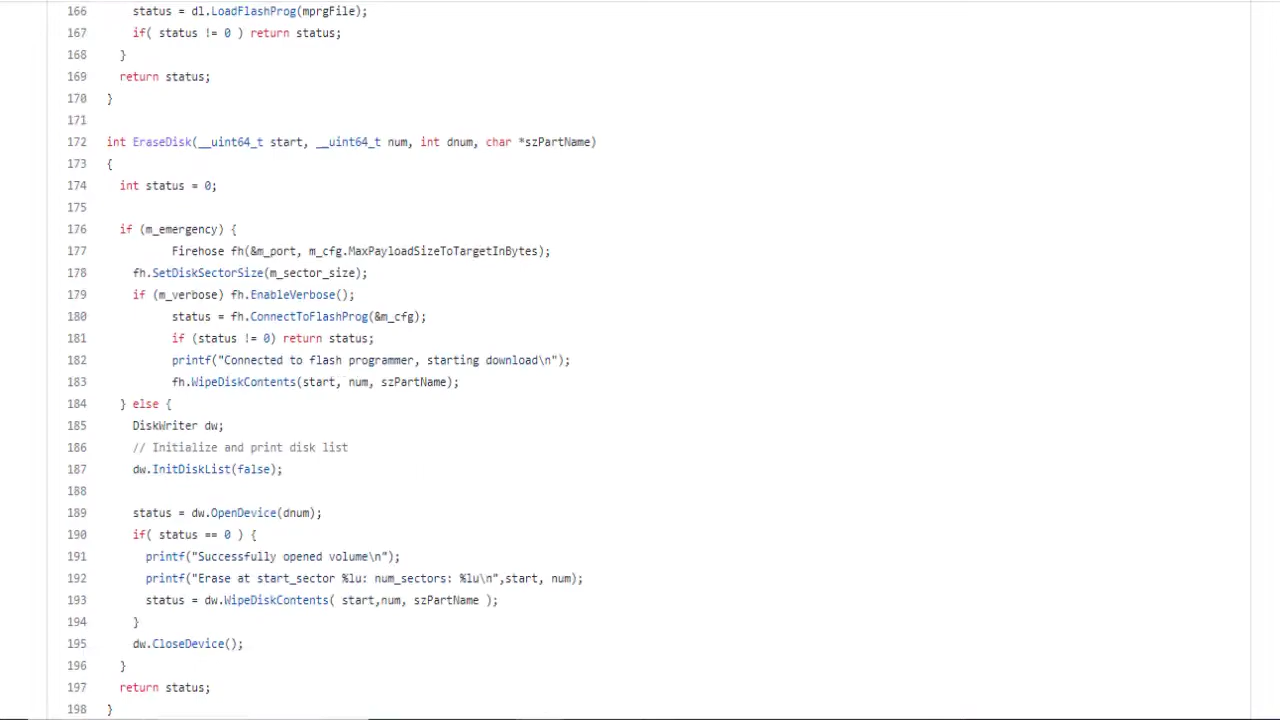 166 status = dl.LoadFlashProg(mprgFile);
167 if( status != 0 ) return status;
168 }
169 return status;
170 }
171
172 int EraseDisk(__uint64_t start, __uint64_t num, int dnum, char *szPartName)
173 {
174 int status = 0;
175
176 if (m_emergency) {
177 Firehose fh(&m_port, m_cfg.MaxPayloadSizeToTargetInBytes);
178 fh.SetDiskSectorSize(m_sector_size);
179 if (m_verbose) fh.EnableVerbose();
180 status = fh.ConnectToFlashProg(&m_cfg);
181 if (status != 0) return status;
182 printf("Connected to flash programmer, starting download\n");
183 fh.WipeDiskContents(start, num, szPartName);
184 } else {
185 DiskWriter dw;
186 // Initialize and print disk list
187 dw.InitDiskList(false);
188
189 status = dw.OpenDevice(dnum);
190 if( status == 0 ) {
191 printf("Successfully opened volume\n");
192 printf("Erase at start_sector %lu: num_sectors: %lu\n",start, num);
193 status = dw.WipeDiskContents( start,num, szPartName );
194 }
195 dw.CloseDevice();
196 }
197 return status;
198 }